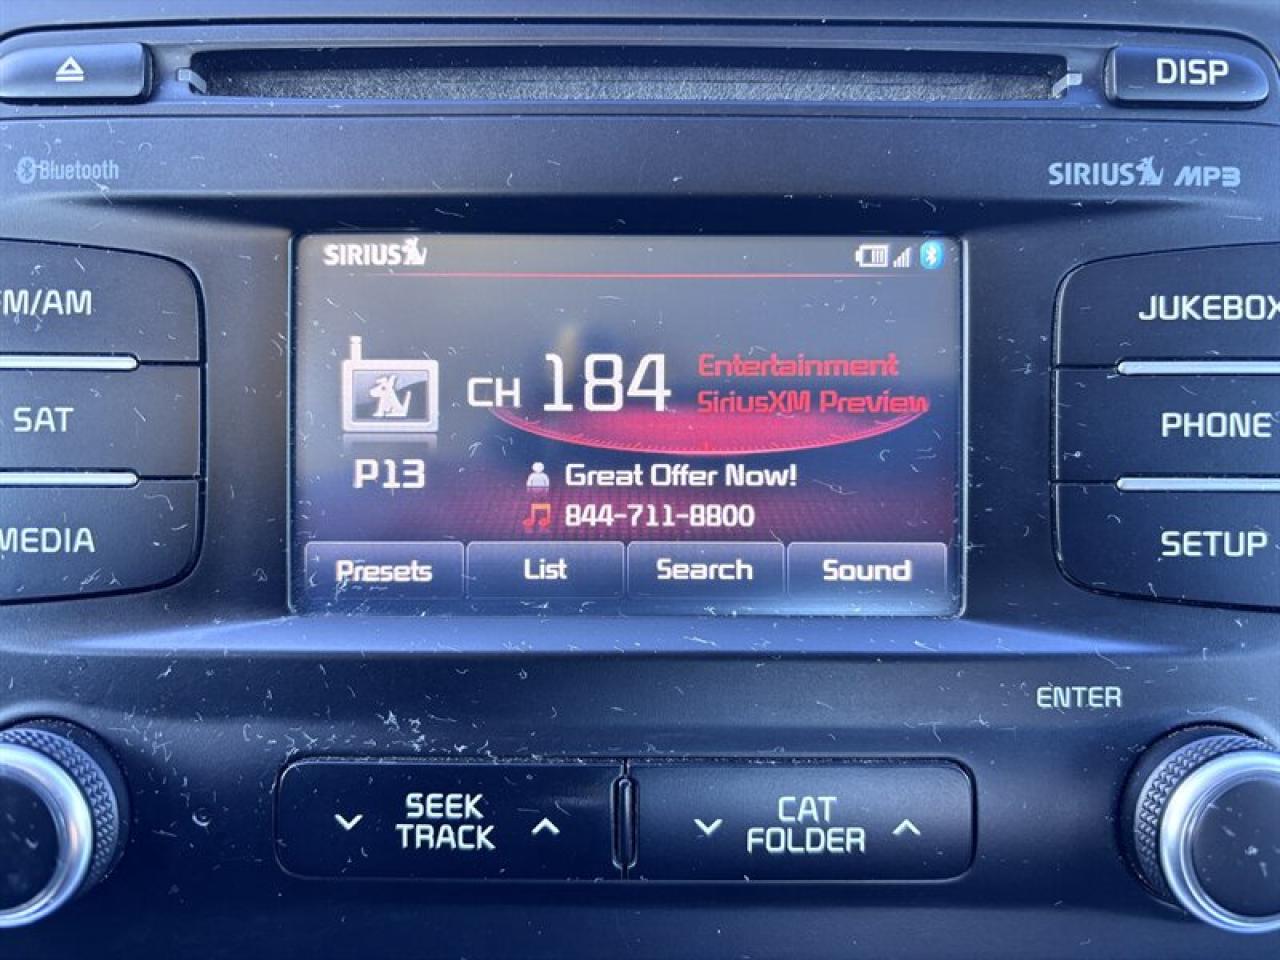 DISP
Bluetooth
SIRIUS MP3
SIRIUS
FM/AM
JUKEBOX
CH 184
Entertainment
SiriusXM Preview
SAT
PHONE
P13
Great Offer Now!
844-711-8800
MEDIA
SETUP
Presets List Search Sound
ENTER
SEEK
TRACK
CAT
FOLDER